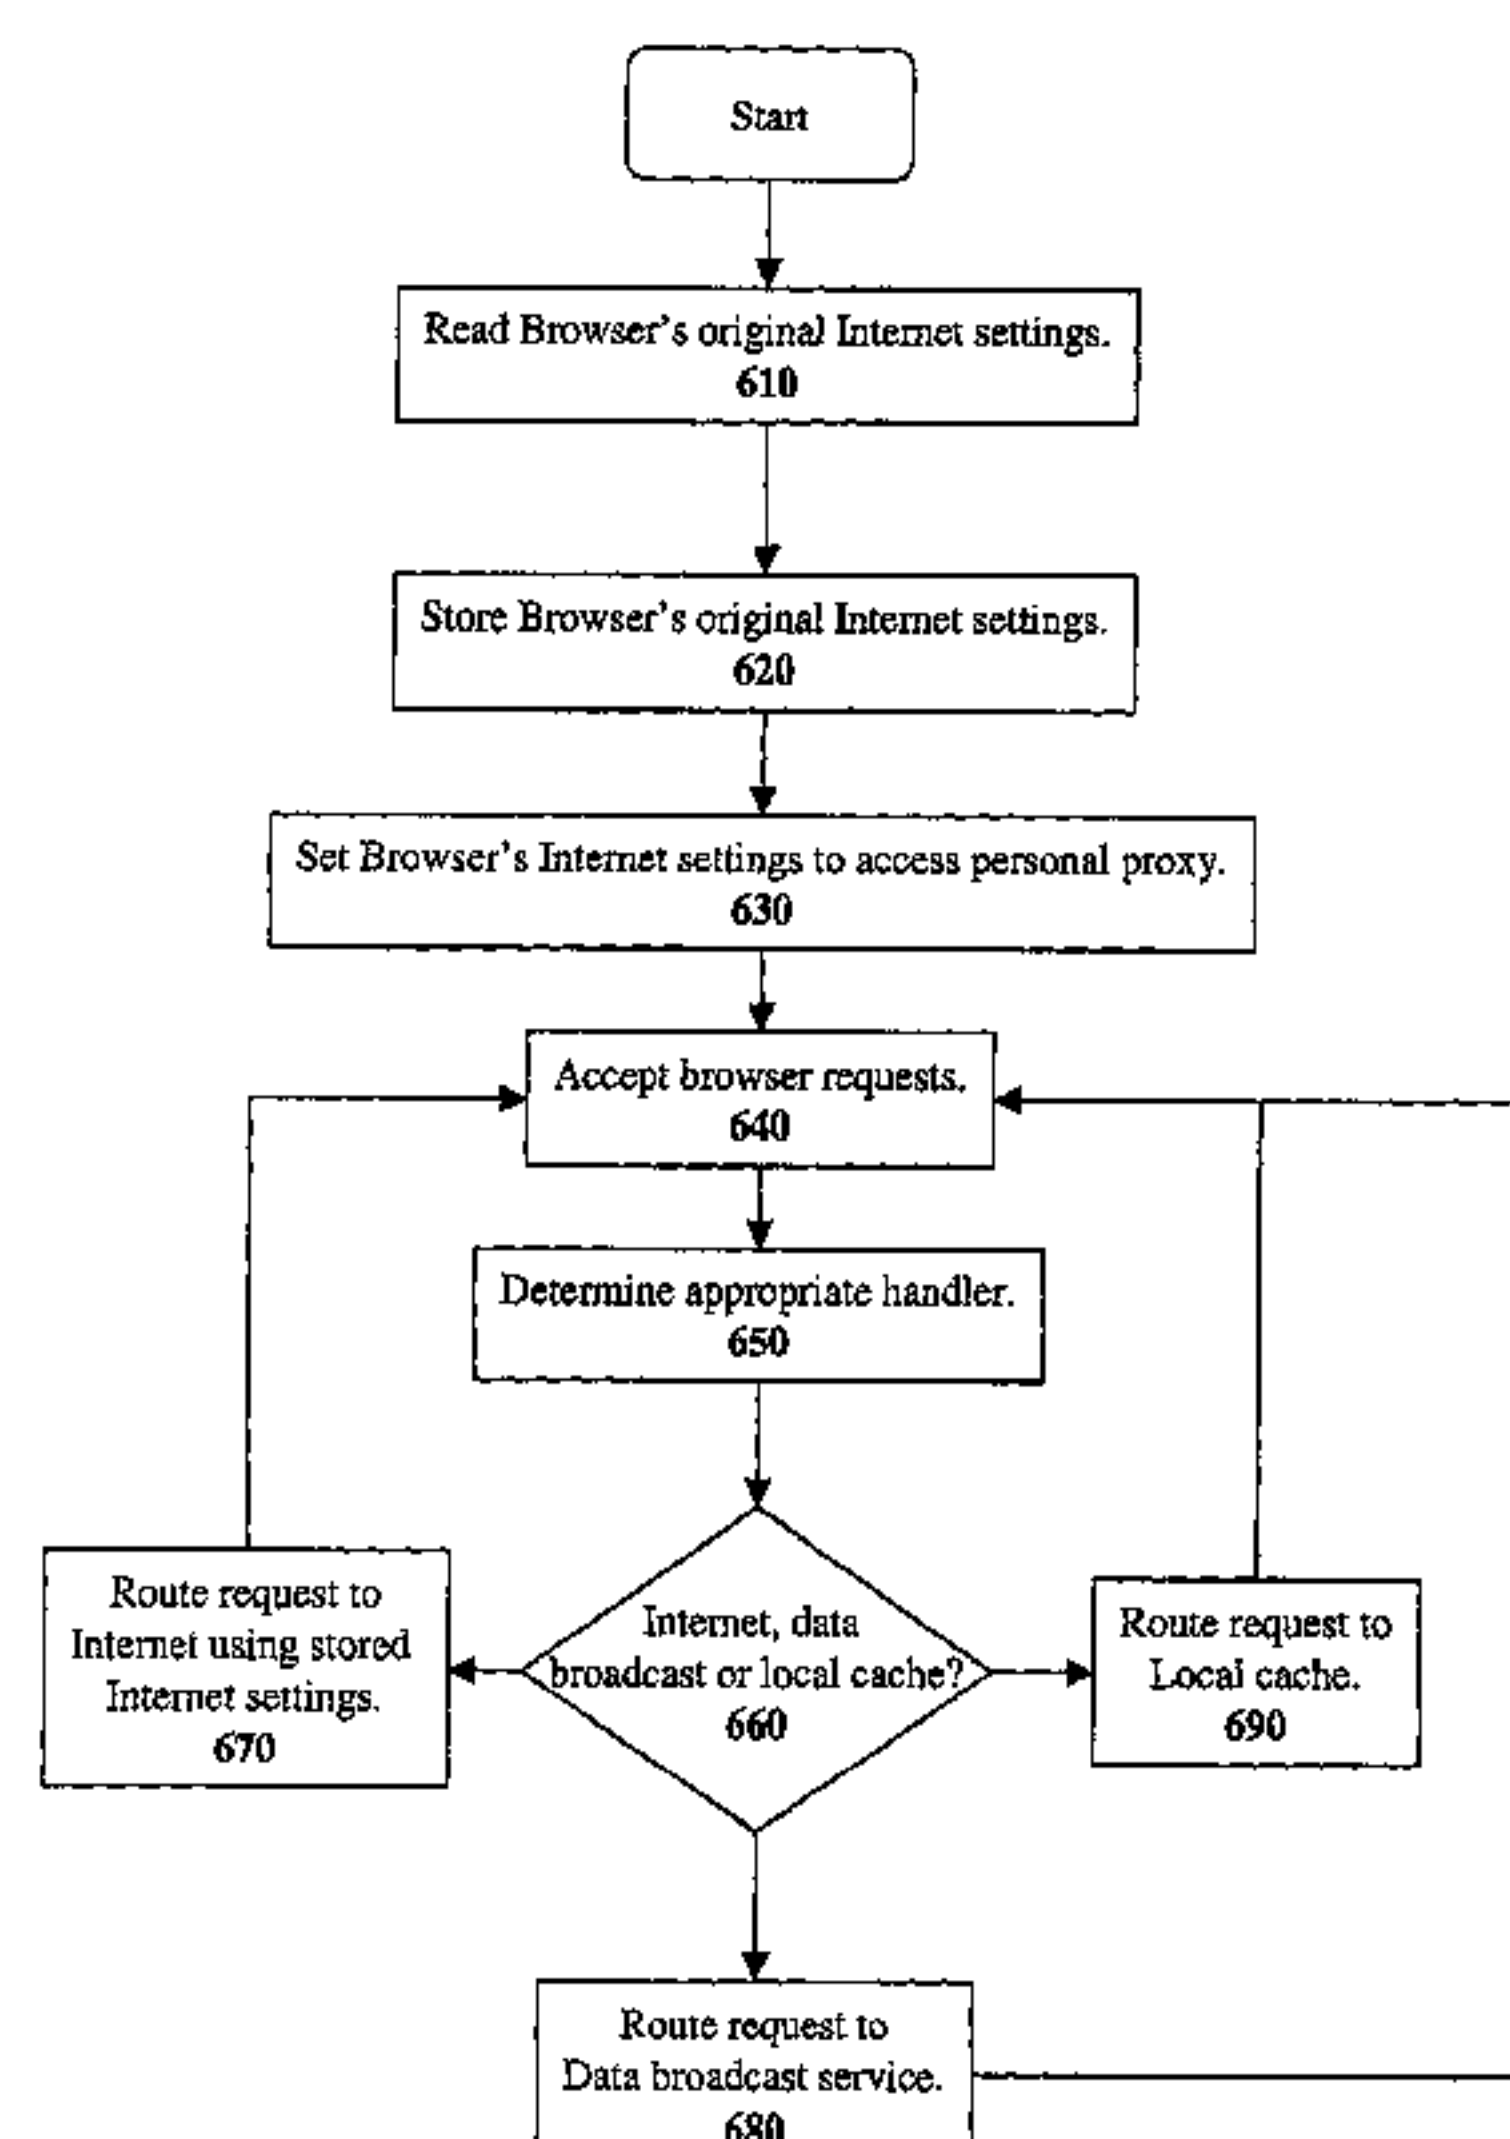 Start
Read Browser's original Internet settings.
610
Store Browser's original Internet settings.
620
Set Browser's Internet settings to access personal proxy.
630
Accept browser requests.
640
Determine appropriate handler.
650
Route request to
Internet using stored
Internet settings.
670
Internet, data
broadcast or local cache?
660
Route request to
Local cache.
690
Route request to
Data broadcast service.
680